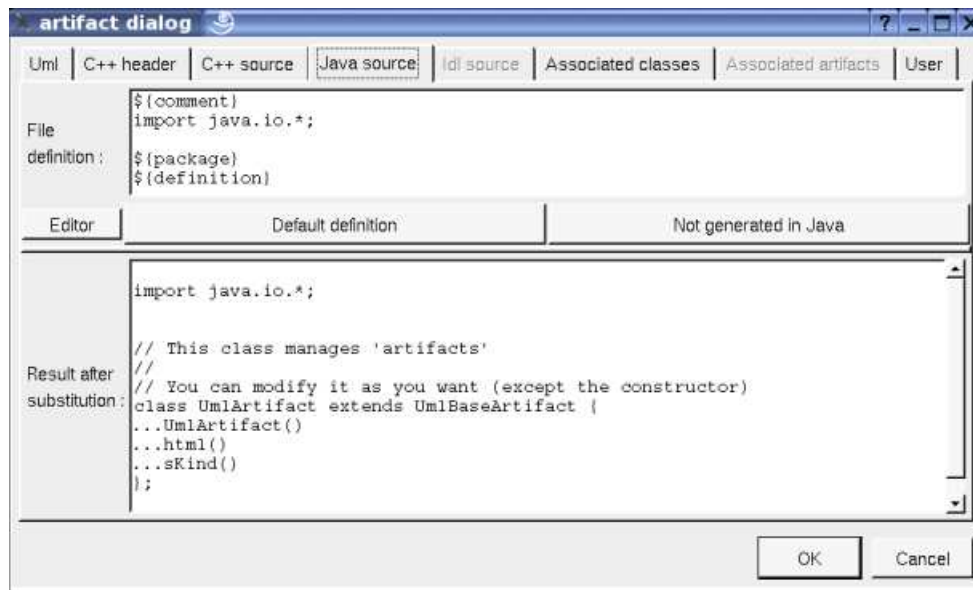 artifact dialog
Uml C++ header C++ source Java source Idl source Associated classes Associated artifacts User
File
definition :
${comment}
import java.io.*;
${package}
${definition}
Editor Default definition Not generated in Java
Result after
substitution :
import java.io.*;
// This class manages 'artifacts'
//
// You can modify it as you want (except the constructor)
class UmlArtifact extends UmlBaseArtifact {
...UmlArtifact()
...html()
...sKind()
};
OK Cancel